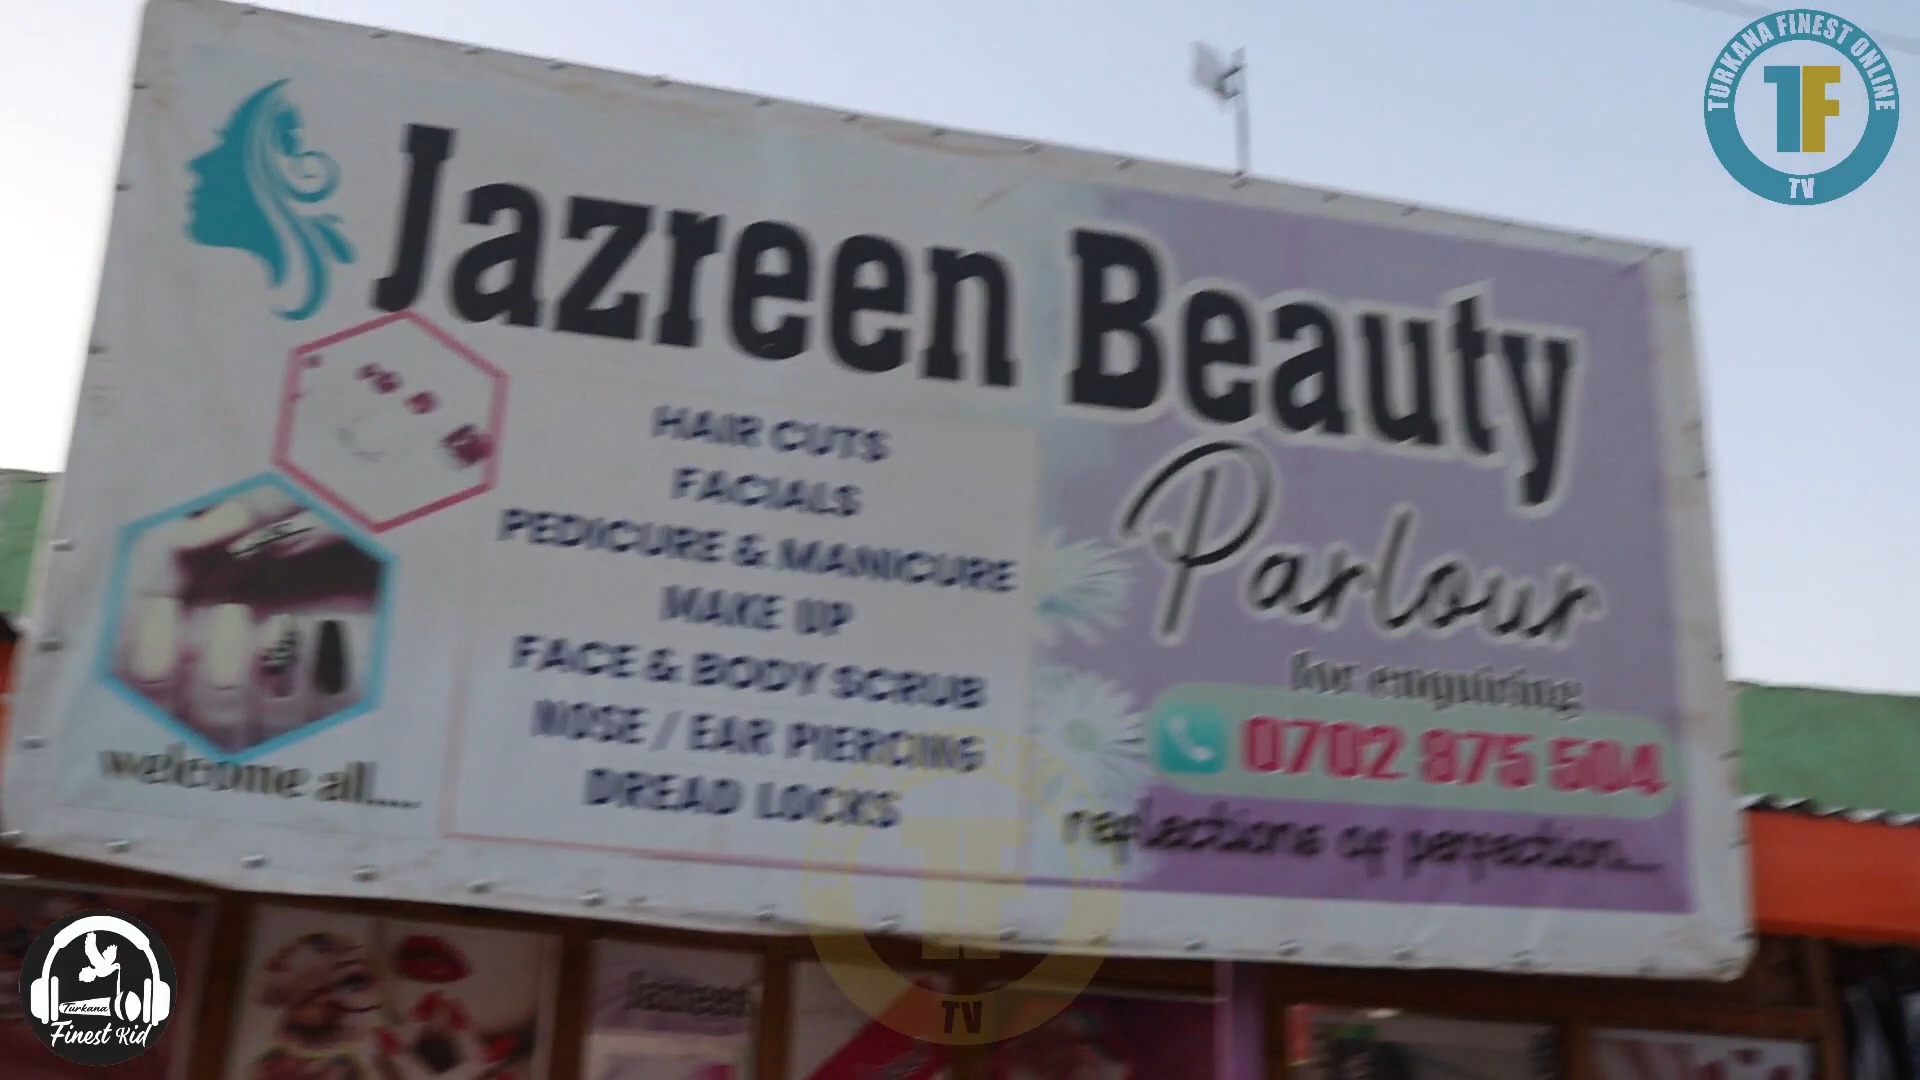 TURKANA FINEST ONLINE
TF
TV
Jazreen Beauty
Parlour
HAIR CUTS
FACIALS
PEDICURE & MANICURE
MAKE UP
FACE & BODY SCRUB
NOSE / EAR PIERCING
DREAD LOCKS
welcome all....
for enquiring
0702 875 504
reflections of perfection....
Jazreen
TF
TV
Turkana
Finest Kid